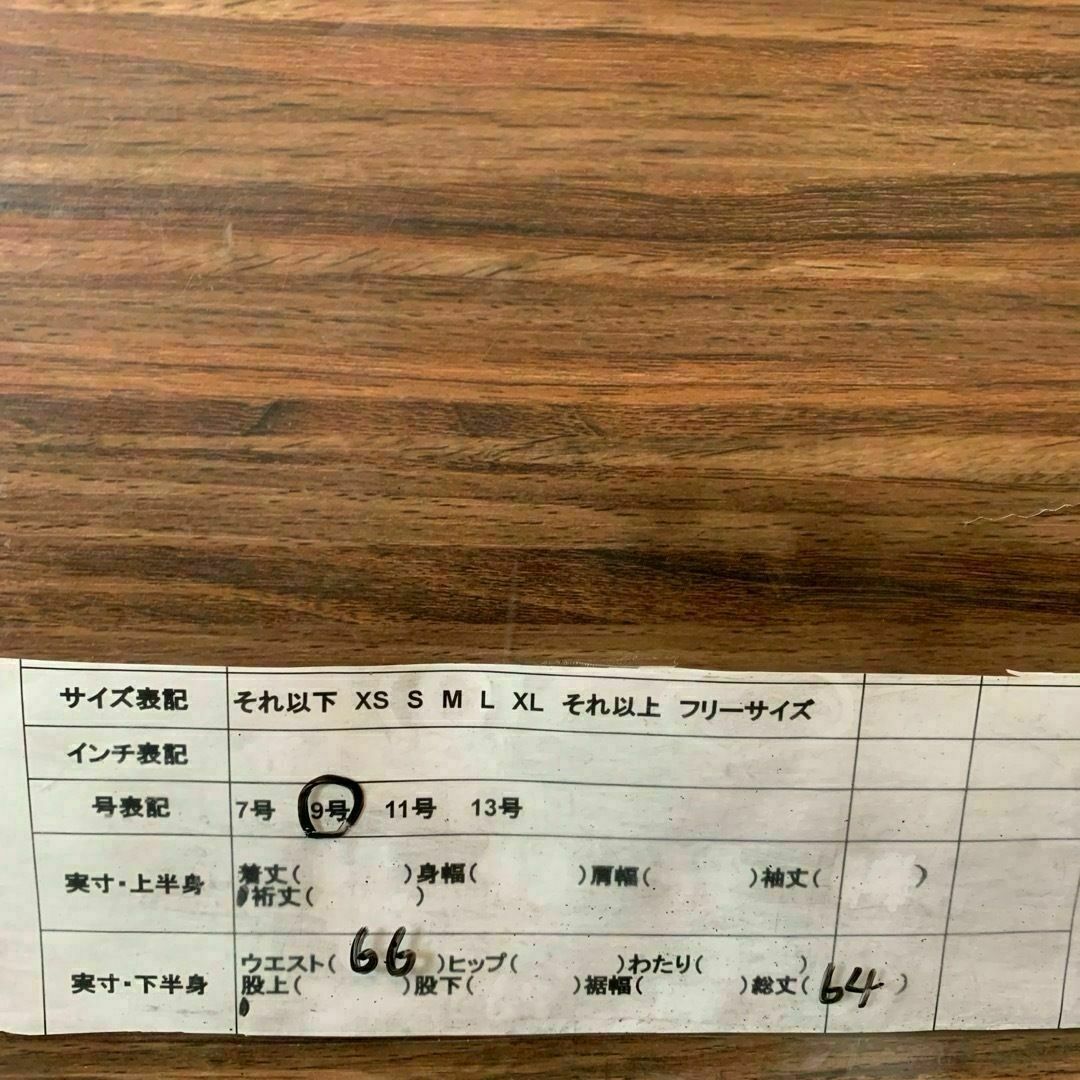 サイズ表記 それ以下 XS S M L XL それ以上 フリーサイズ
インチ表記
号表記 7号 9号 11号 13号
実寸・上半身 着丈( )身幅( )肩幅( )袖丈( )
裄丈( )
実寸・下半身 ウエスト( 66 )ヒップ( )わたり( )
股上( )股下( )裾幅( )総丈( 64 )